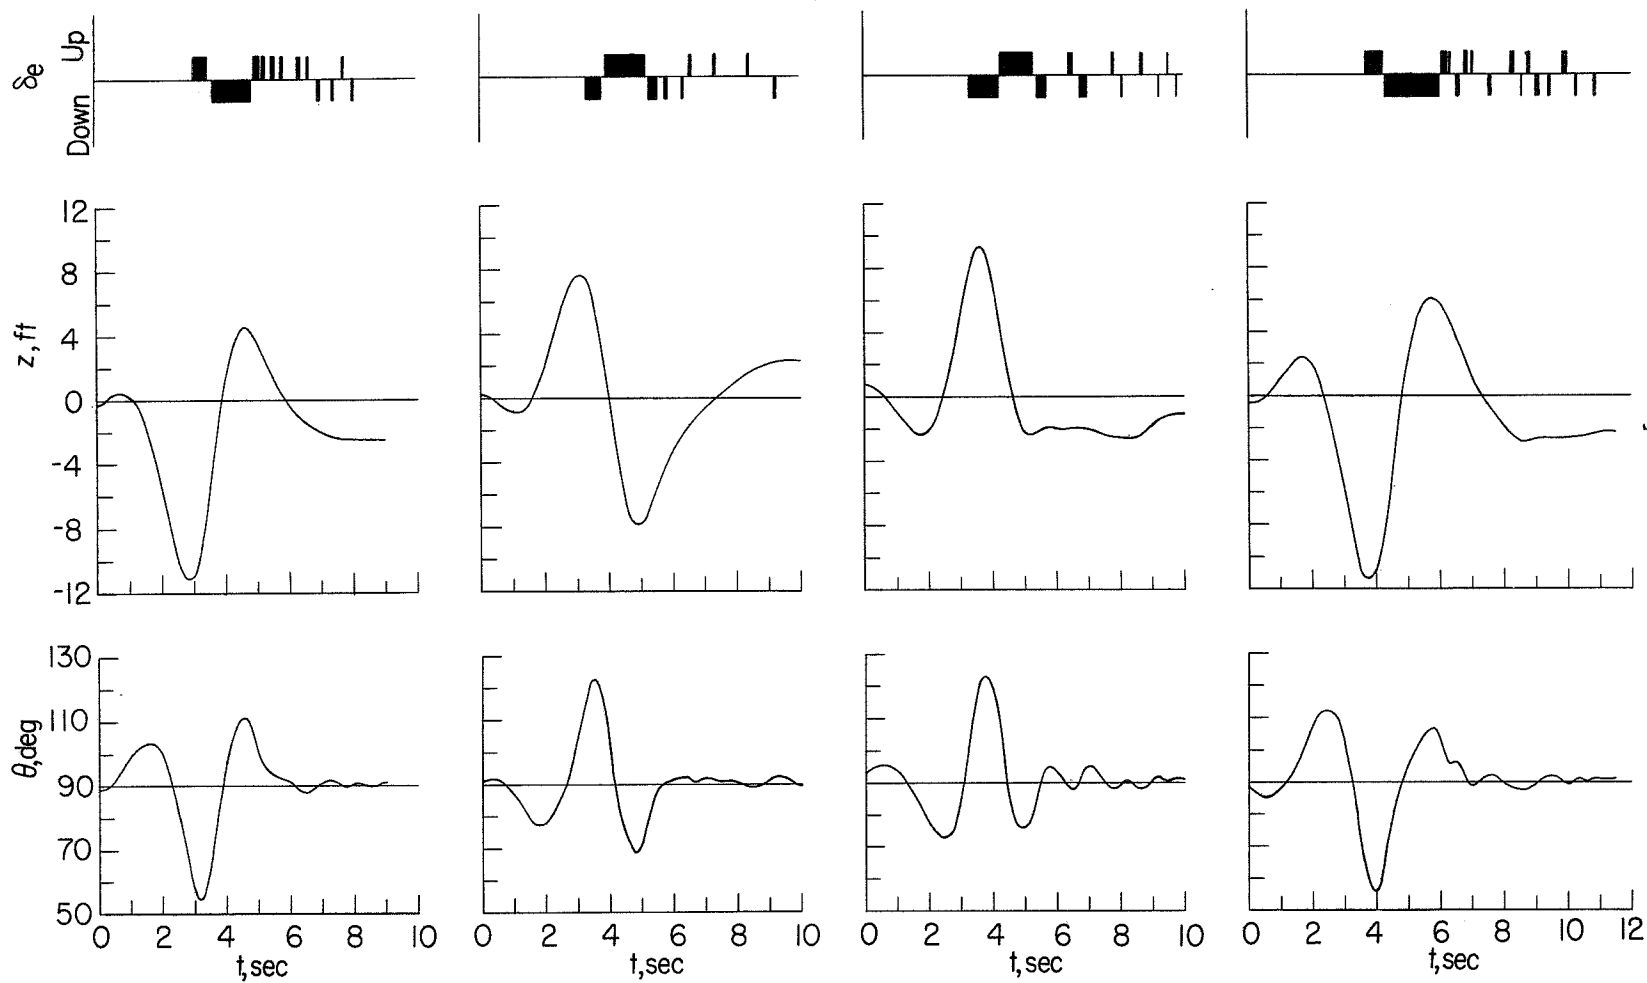 δe
Down Up
z, ft
12
8
4
0
-4
-8
-12
θ, deg
130
110
90
70
50
0 2 4 6 8 10
t, sec
0 2 4 6 8 10
t, sec
0 2 4 6 8 10
t, sec
0 2 4 6 8 10 12
t, sec